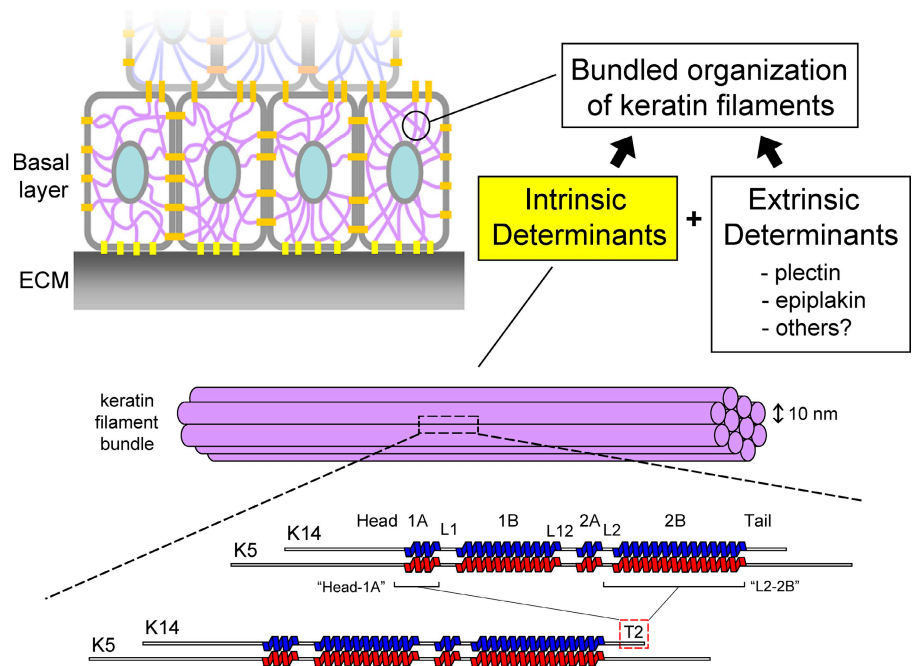 Bundled organization
of keratin filaments
Basal
layer
Intrinsic
Determinants
+
Extrinsic
Determinants
- plectin
- epiplakin
- others?
ECM
keratin
filament
bundle
10 nm
Head 1A L1 1B L12 2A L2 2B Tail
K14
K5
“Head-1A” “L2-2B”
T2
K14
K5